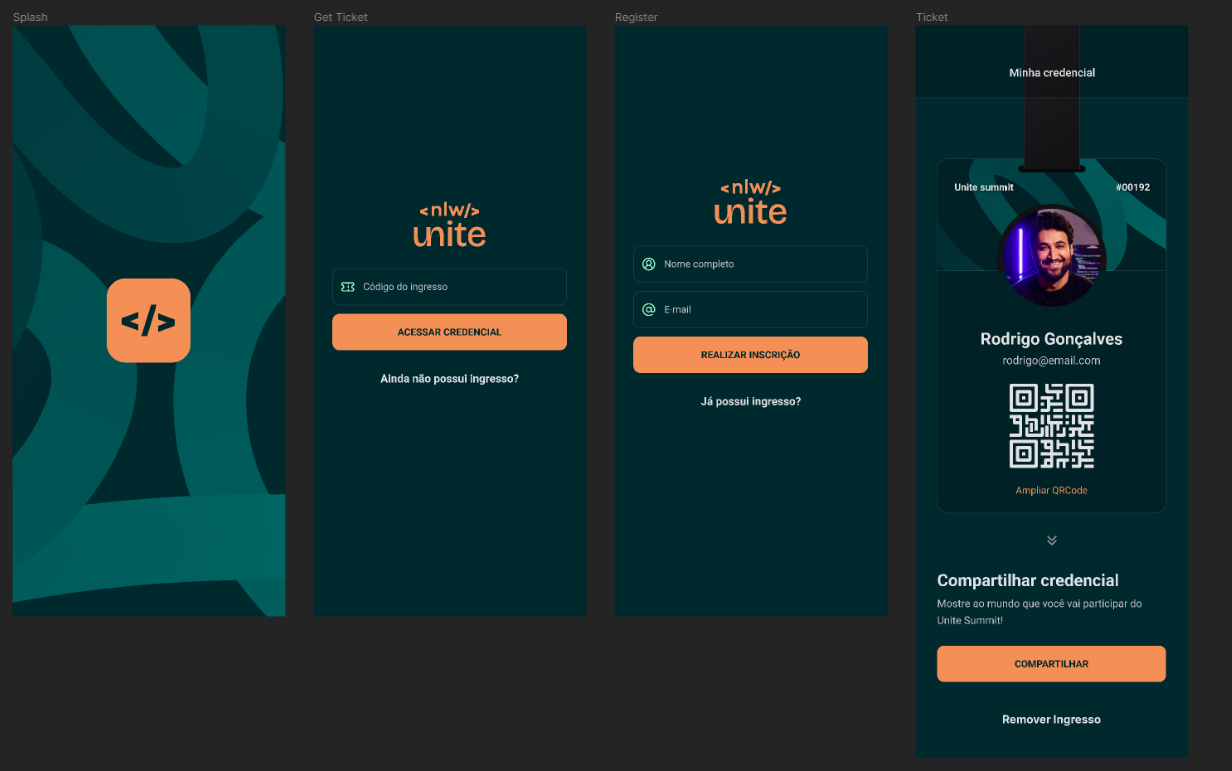 Splash
</>
Get Ticket
<nlw/>
unite
Código do ingresso
ACESSAR CREDENCIAL
Ainda não possui ingresso?
Register
<nlw/>
unite
Nome completo
E-mail
REALIZAR INSCRIÇÃO
Já possui ingresso?
Ticket
Minha credencial
Unite summit
#00192
Rodrigo Gonçalves
rodrigo@email.com
Ampliar QRCode
Compartilhar credencial
Mostre ao mundo que você vai participar do
Unite Summit!
COMPARTILHAR
Remover Ingresso